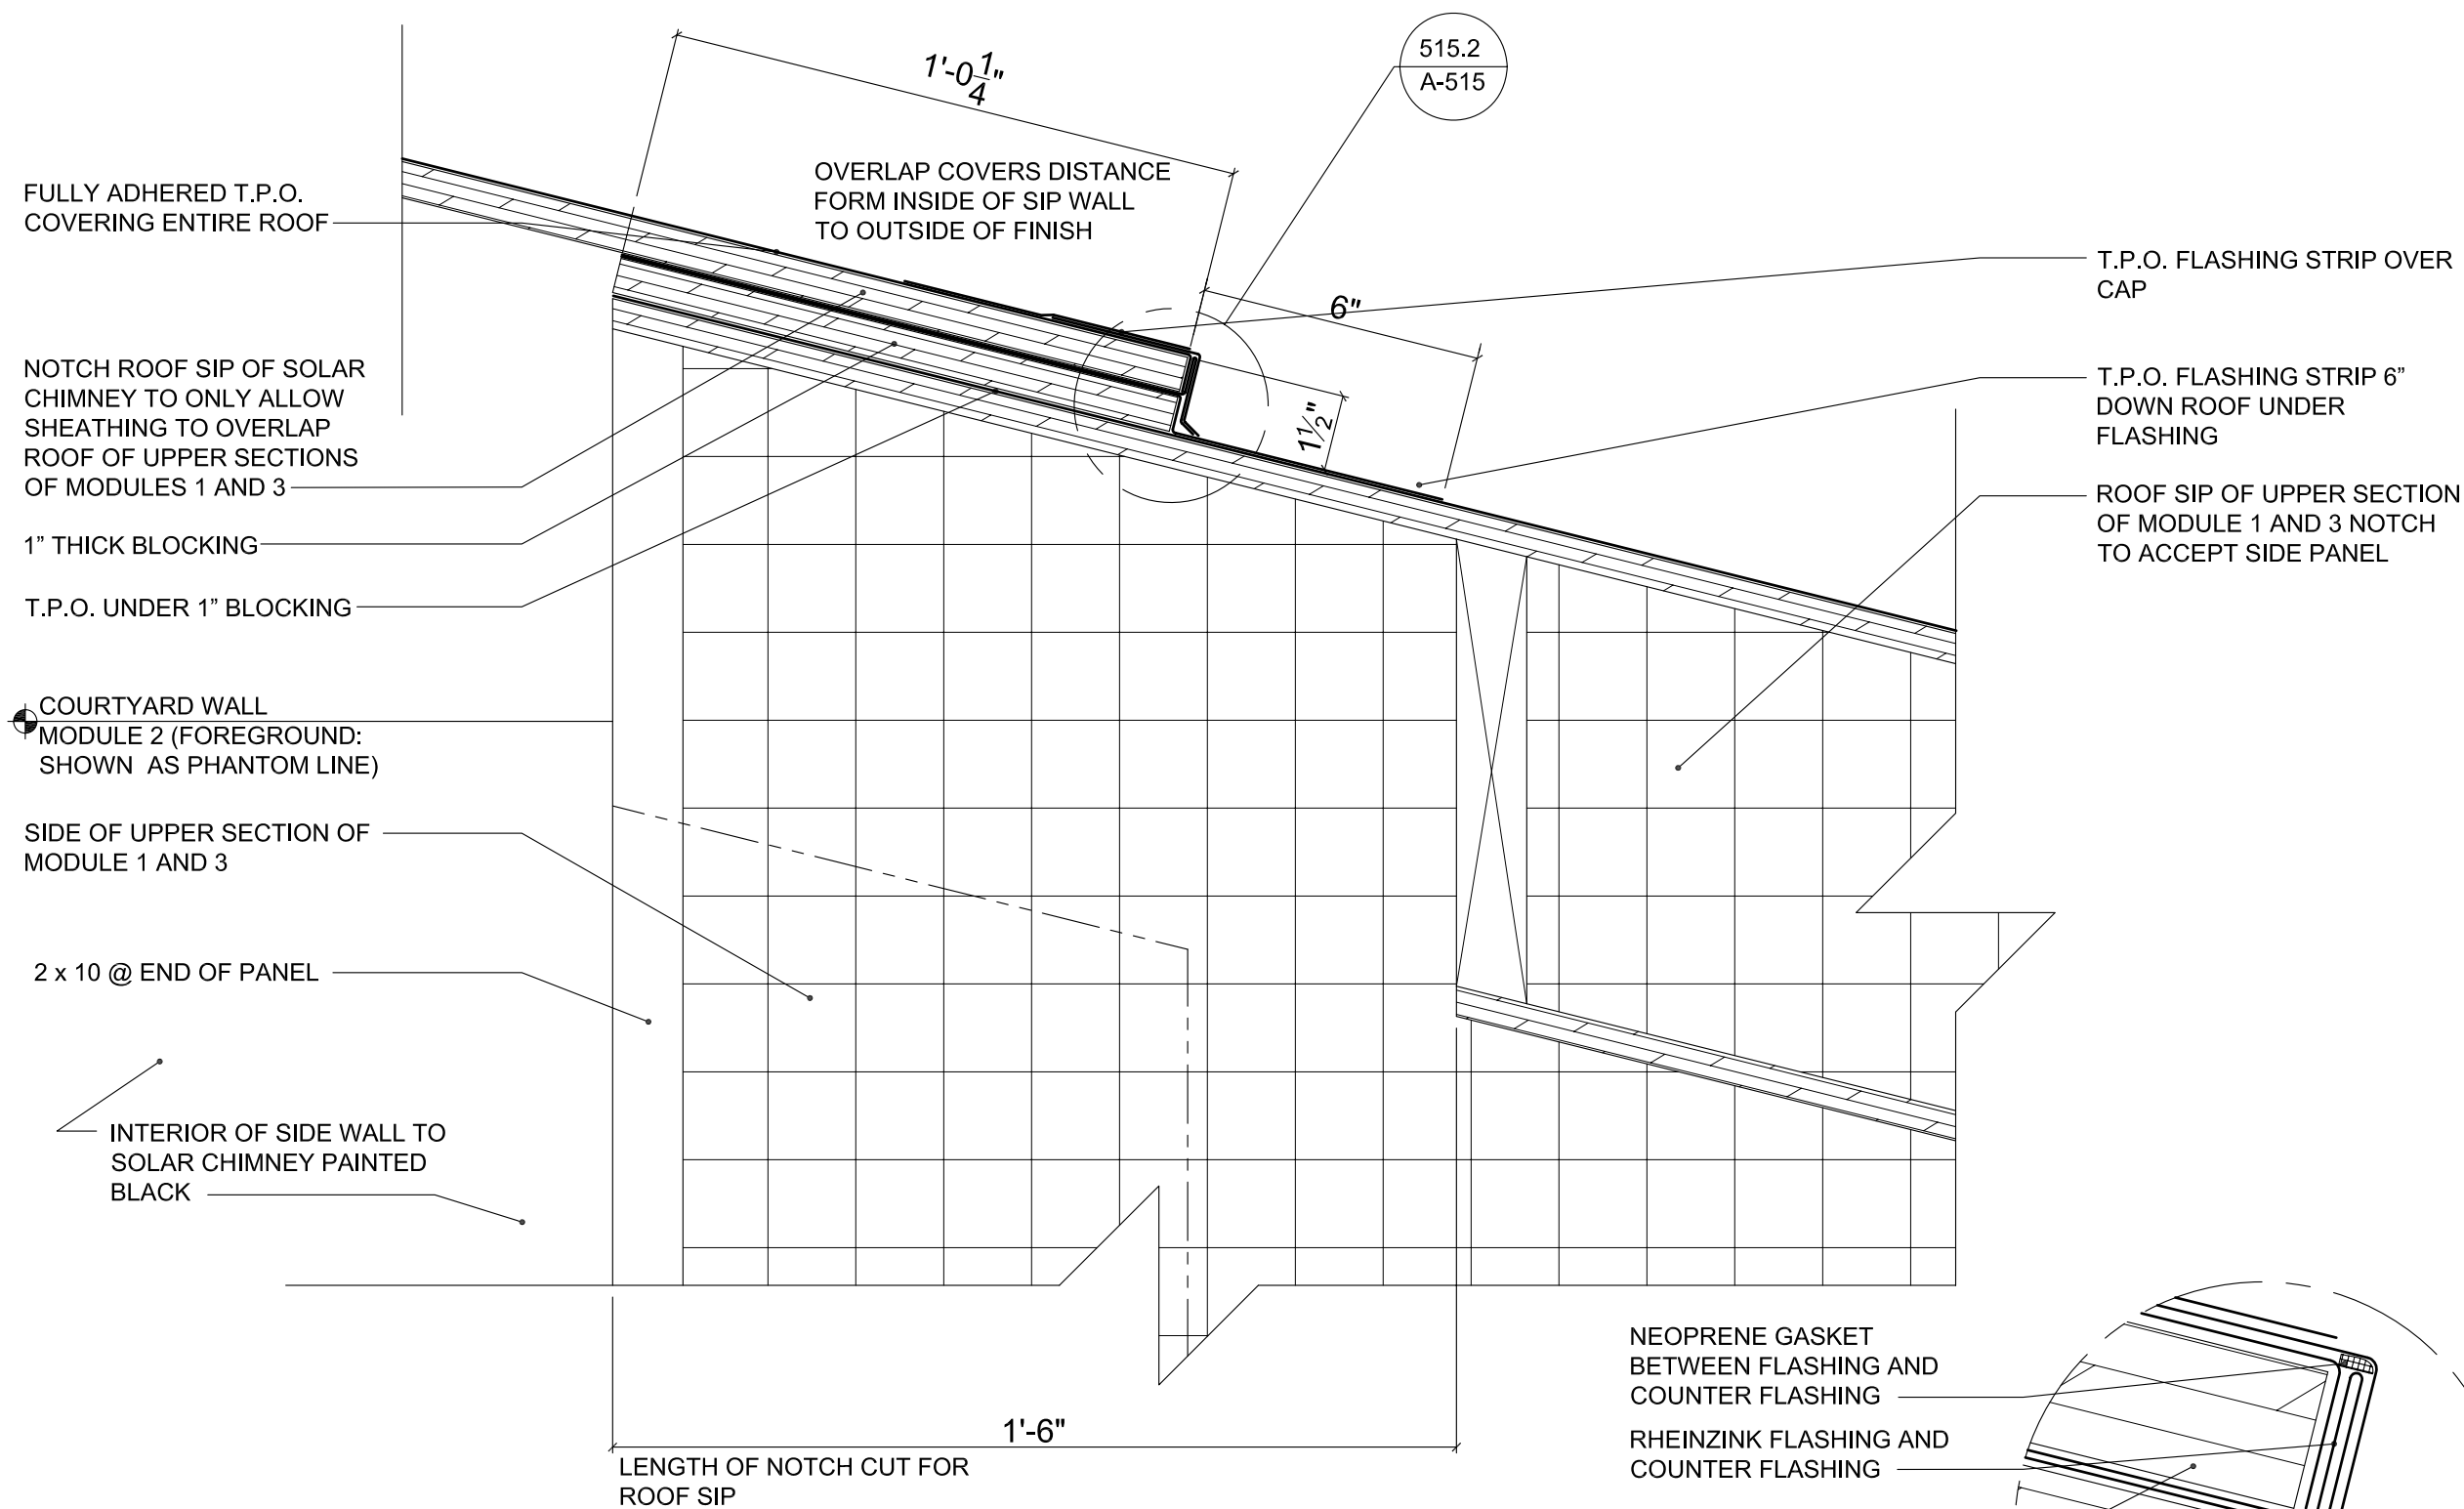 515.2
A-515
1'-0 1/4"
OVERLAP COVERS DISTANCE
FORM INSIDE OF SIP WALL
TO OUTSIDE OF FINISH
FULLY ADHERED T.P.O.
COVERING ENTIRE ROOF
NOTCH ROOF SIP OF SOLAR
CHIMNEY TO ONLY ALLOW
SHEATHING TO OVERLAP
ROOF OF UPPER SECTIONS
OF MODULES 1 AND 3
1” THICK BLOCKING
T.P.O. UNDER 1” BLOCKING
COURTYARD WALL
MODULE 2 (FOREGROUND:
SHOWN AS PHANTOM LINE)
SIDE OF UPPER SECTION OF
MODULE 1 AND 3
2 x 10 @ END OF PANEL
INTERIOR OF SIDE WALL TO
SOLAR CHIMNEY PAINTED
BLACK
6"
1 1/2"
T.P.O. FLASHING STRIP OVER
CAP
T.P.O. FLASHING STRIP 6”
DOWN ROOF UNDER
FLASHING
ROOF SIP OF UPPER SECTION
OF MODULE 1 AND 3 NOTCH
TO ACCEPT SIDE PANEL
1'-6"
LENGTH OF NOTCH CUT FOR
ROOF SIP
NEOPRENE GASKET
BETWEEN FLASHING AND
COUNTER FLASHING
RHEINZINK FLASHING AND
COUNTER FLASHING